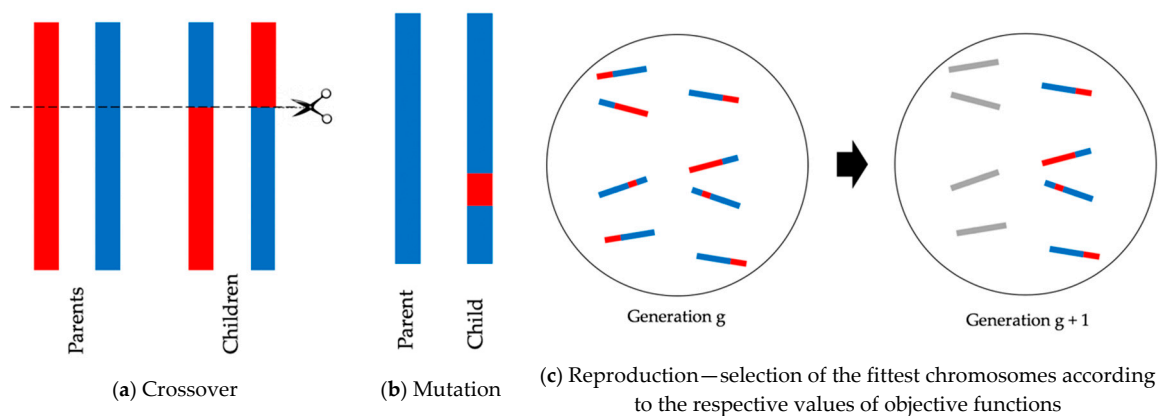 Parents
Children
Parent
Child
Generation g
Generation g + 1
(a) Crossover
(b) Mutation
(c) Reproduction—selection of the fittest chromosomes according
to the respective values of objective functions